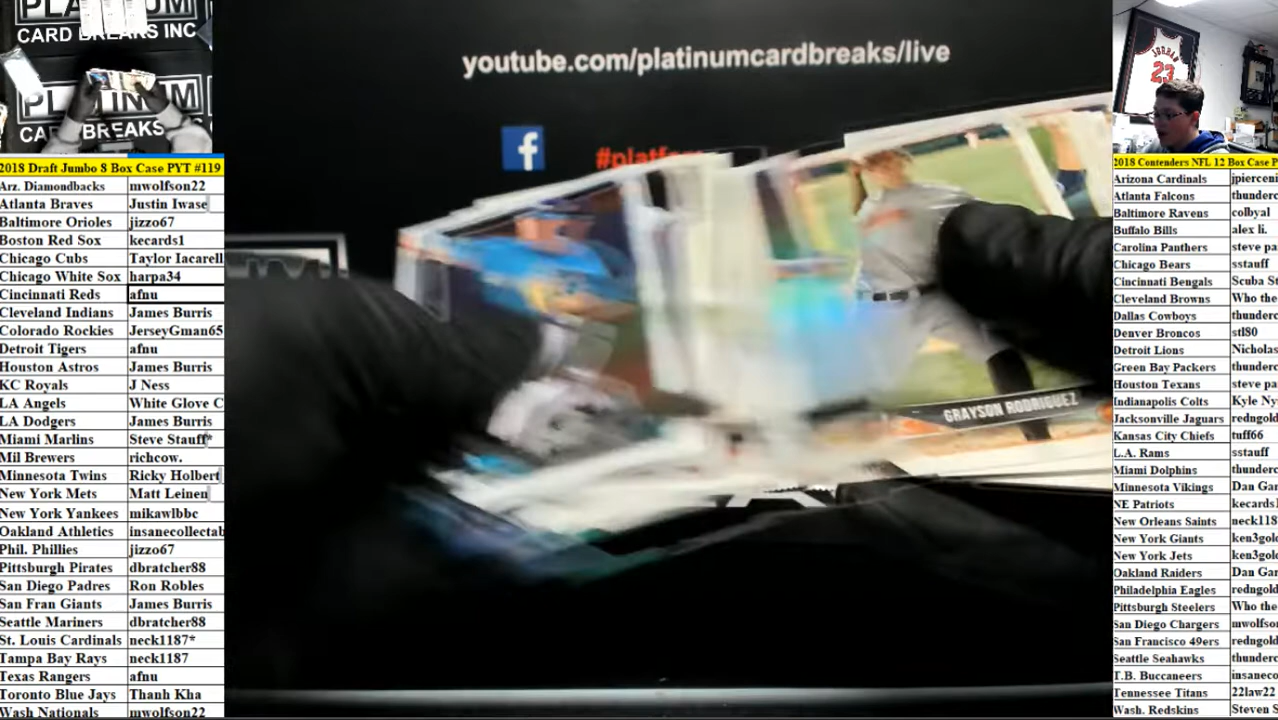 PLATINUM
CARD BREAKS INC
PLATINUM
CARD BREAKS
youtube.com/platinumcardbreaks/live
f
GRAYSON RODRIGUEZ
JORDAN
23
2018 Draft Jumbo 8 Box Case PYT #119
Arz. Diamondbacks mwolfson22
Atlanta Braves Justin Iwase
Baltimore Orioles jizzo67
Boston Red Sox kecards1
Chicago Cubs Taylor Iacarell
Chicago White Sox harpa34
Cincinnati Reds afnu
Cleveland Indians James Burris
Colorado Rockies JerseyGman65
Detroit Tigers afnu
Houston Astros James Burris
KC Royals J Ness
LA Angels White Glove C
LA Dodgers James Burris
Miami Marlins Steve Stauff*
Mil Brewers richcow.
Minnesota Twins Ricky Holbert
New York Mets Matt Leinen
New York Yankees mikawlbbc
Oakland Athletics insanecollectab
Phil. Phillies jizzo67
Pittsburgh Pirates dbratcher88
San Diego Padres Ron Robles
San Fran Giants James Burris
Seattle Mariners dbratcher88
St. Louis Cardinals neck1187*
Tampa Bay Rays neck1187
Texas Rangers afnu
Toronto Blue Jays Thanh Kha
Wash Nationals mwolfson22
2018 Contenders NFL 12 Box Case P
Arizona Cardinals jpierceni
Atlanta Falcons thunderc
Baltimore Ravens colbyal
Buffalo Bills alex li.
Carolina Panthers steve pa
Chicago Bears sstauff
Cincinnati Bengals Scuba St
Cleveland Browns Who the
Dallas Cowboys thunderc
Denver Broncos stl80
Detroit Lions Nicholas
Green Bay Packers thunderc
Houston Texans steve pa
Indianapolis Colts Kyle Ny
Jacksonville Jaguars redngold
Kansas City Chiefs tuff66
L.A. Rams sstauff
Miami Dolphins thunderc
Minnesota Vikings Dan Gar
NE Patriots kecards1
New Orleans Saints neck118
New York Giants ken3gold
New York Jets ken3gold
Oakland Raiders Dan Gar
Philadelphia Eagles redngold
Pittsburgh Steelers Who the
San Diego Chargers mwolfson
San Francisco 49ers redngold
Seattle Seahawks thunderc
T.B. Buccaneers insaneco
Tennessee Titans 22law22
Wash. Redskins Steven S